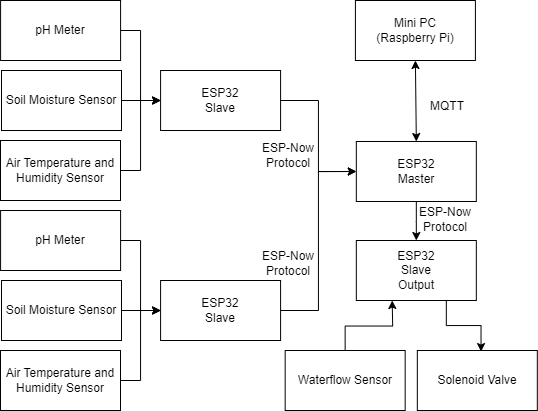 pH Meter
Soil Moisture Sensor
Air Temperature and
Humidity Sensor
ESP32
Slave
ESP-Now
Protocol
pH Meter
Soil Moisture Sensor
Air Temperature and
Humidity Sensor
ESP32
Slave
ESP-Now
Protocol
Mini PC
(Raspberry Pi)
MQTT
ESP32
Master
ESP-Now
Protocol
ESP32
Slave
Output
Waterflow Sensor
Solenoid Valve